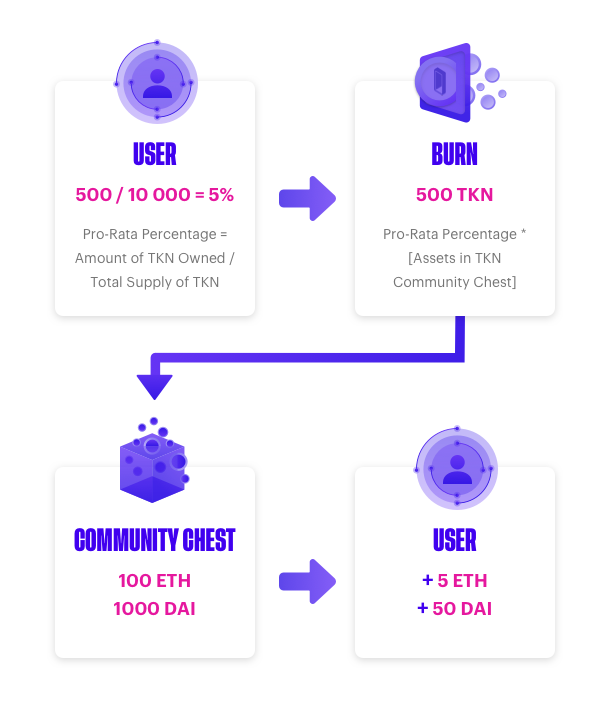 USER
500 / 10 000 = 5%
Pro-Rata Percentage =
Amount of TKN Owned /
Total Supply of TKN
BURN
500 TKN
Pro-Rata Percentage *
[Assets in TKN
Community Chest]
COMMUNITY CHEST
100 ETH
1000 DAI
USER
+ 5 ETH
+ 50 DAI